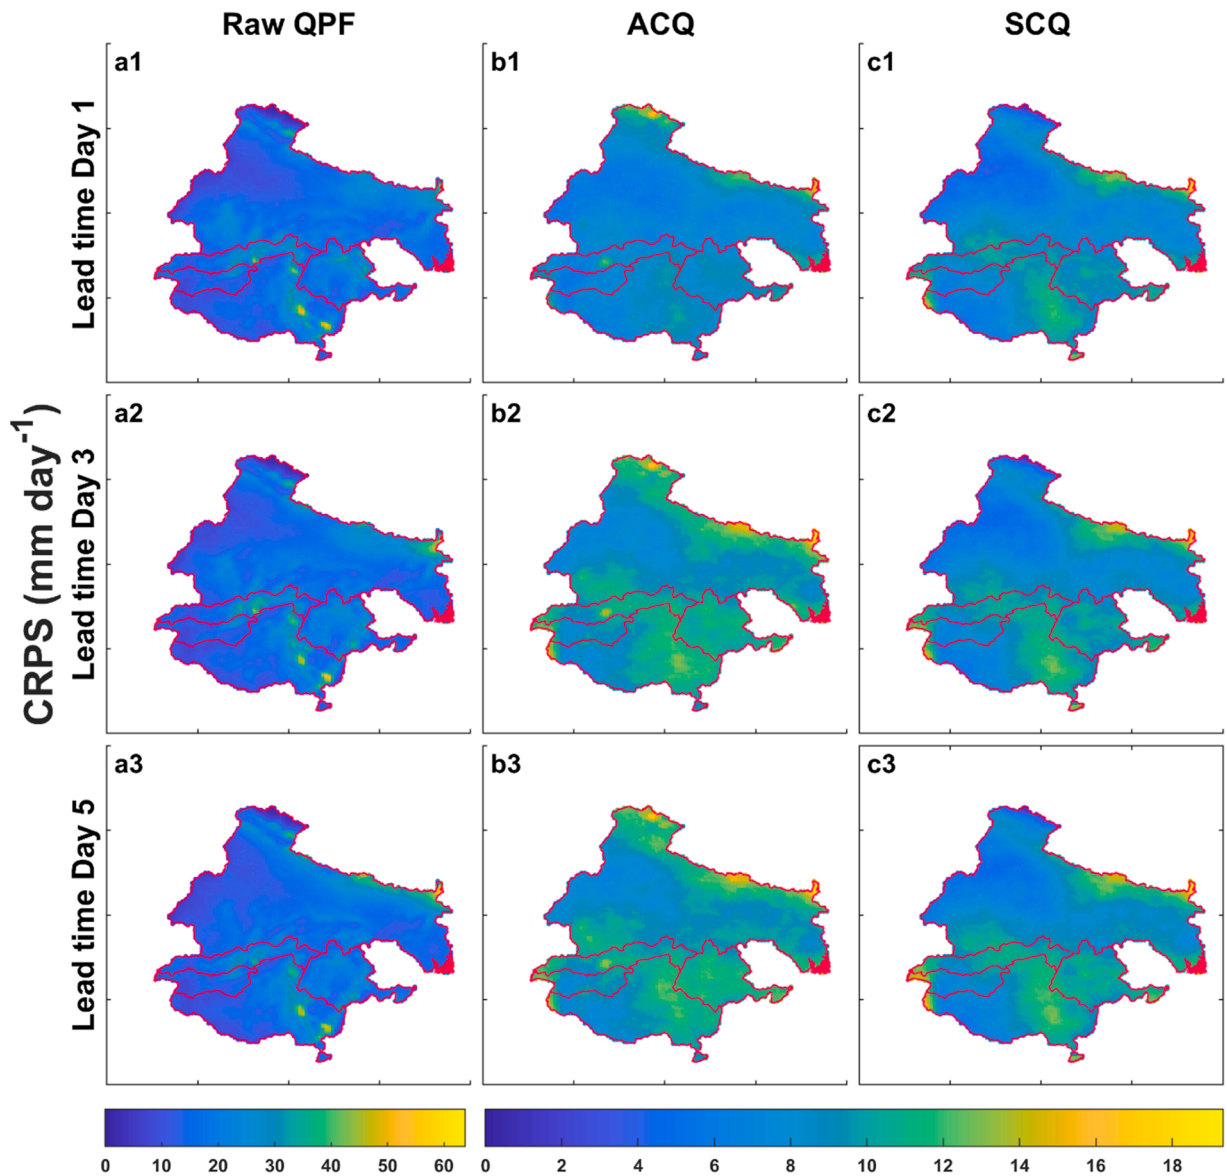 Raw QPF ACQ SCQ
a1 b1 c1
Lead time Day 1
a2 b2 c2
CRPS (mm day⁻¹)
Lead time Day 3
a3 b3 c3
Lead time Day 5
0 10 20 30 40 50 60 0 2 4 6 8 10 12 14 16 18